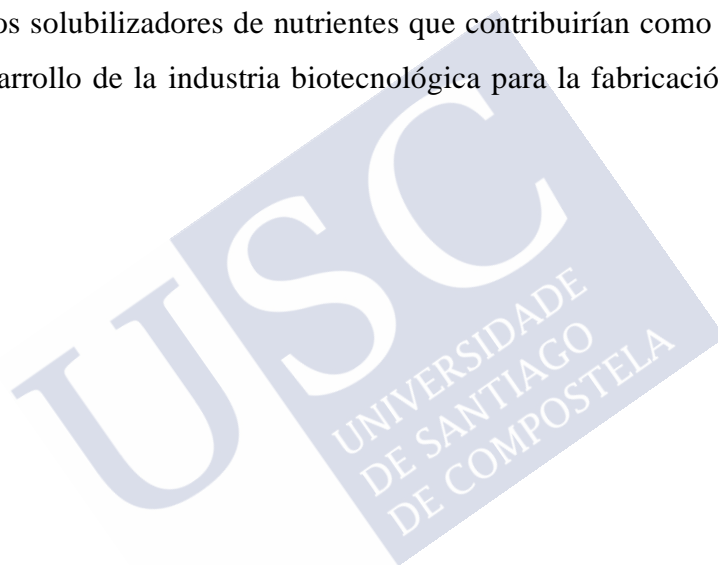 os solubilizadores de nutrientes que contribuirían como
arrollo de la industria biotecnológica para la fabricació
USC
UNIVERSIDADE
DE SANTIAGO
DE COMPOSTELA